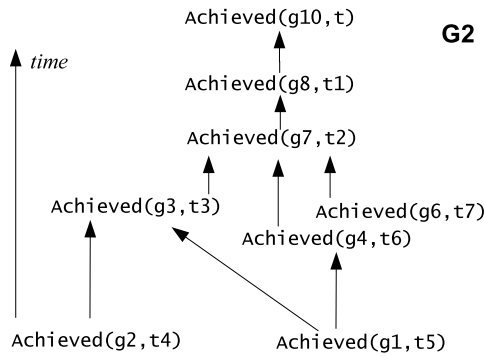 Achieved(g10,t)
G2
time
Achieved(g8,t1)
Achieved(g7,t2)
Achieved(g3,t3)
Achieved(g6,t7)
Achieved(g4,t6)
Achieved(g2,t4)
Achieved(g1,t5)